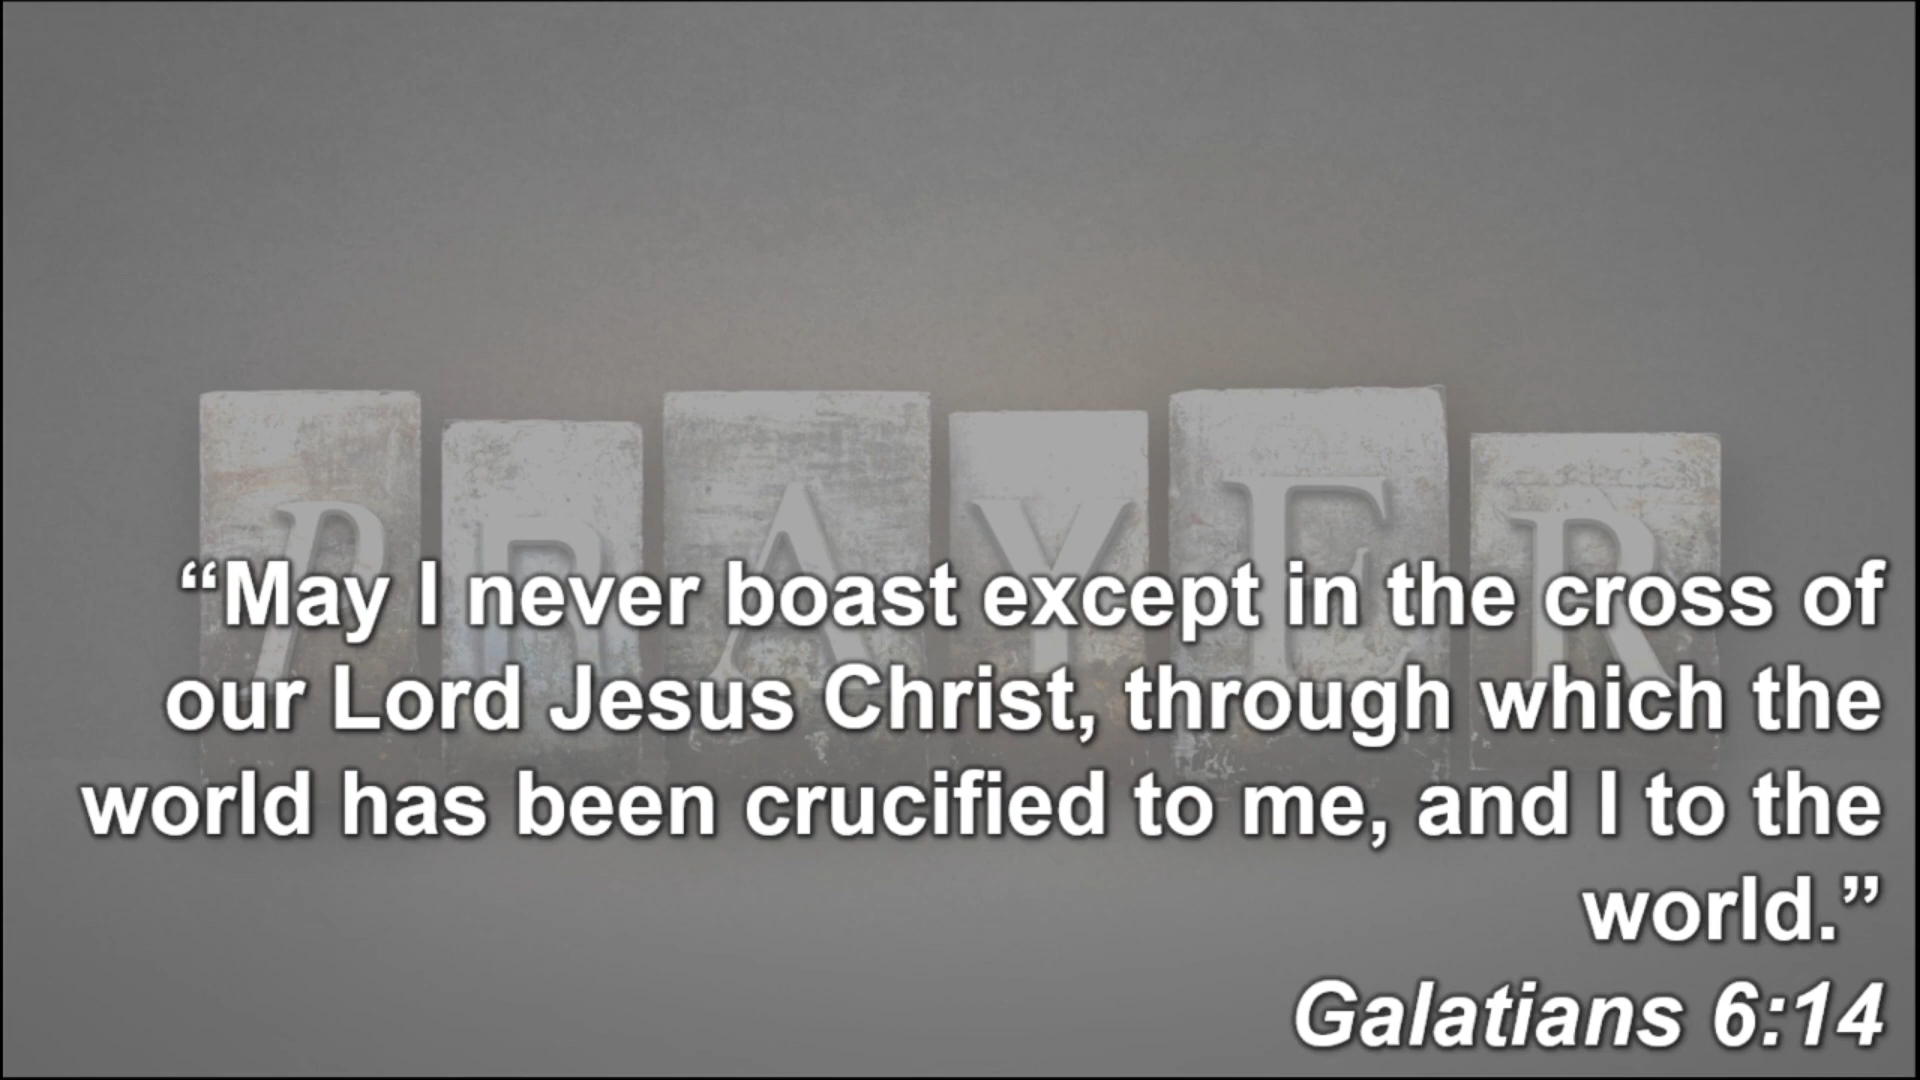 PRAYER
“May I never boast except in the cross of
our Lord Jesus Christ, through which the
world has been crucified to me, and I to the
world.”
Galatians 6:14